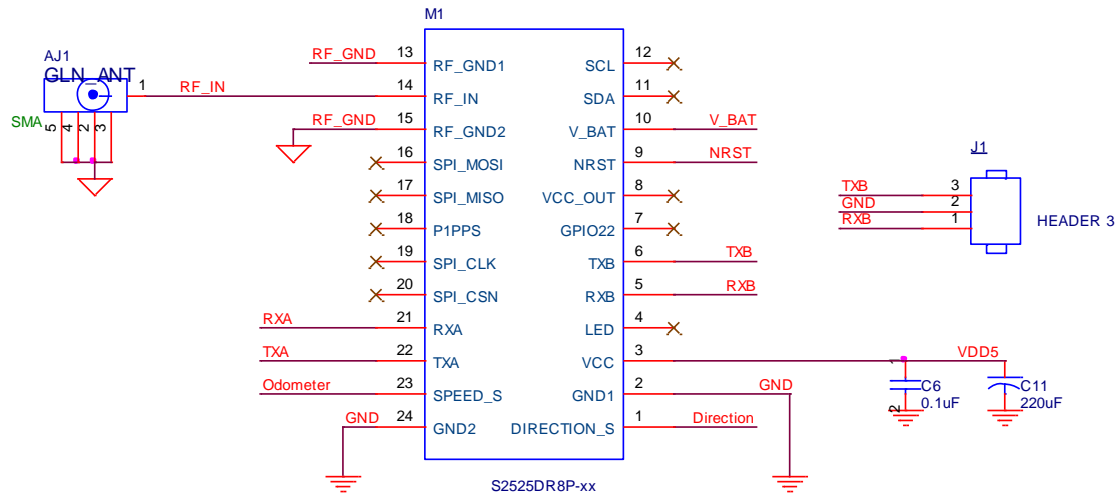 M1
AJ1
GLN_ANT
SMA
5
4
2
3
1
RF_IN
RF_GND
13
RF_GND1
14
RF_IN
RF_GND
15
RF_GND2
16
SPI_MOSI
17
SPI_MISO
18
P1PPS
19
SPI_CLK
20
SPI_CSN
RXA
21
RXA
TXA
22
TXA
Odometer
23
SPEED_S
GND
24
GND2
SCL
12
SDA
11
V_BAT
10
V_BAT
NRST
9
NRST
VCC_OUT
8
GPIO22
7
TXB
6
TXB
RXB
5
RXB
LED
4
VCC
3
VDD5
GND1
2
GND
DIRECTION_S
1
Direction
S2525DR8P-xx
J1
TXB
3
GND
2
RXB
1
HEADER 3
1
2
C6
0.1uF
C11
220uF